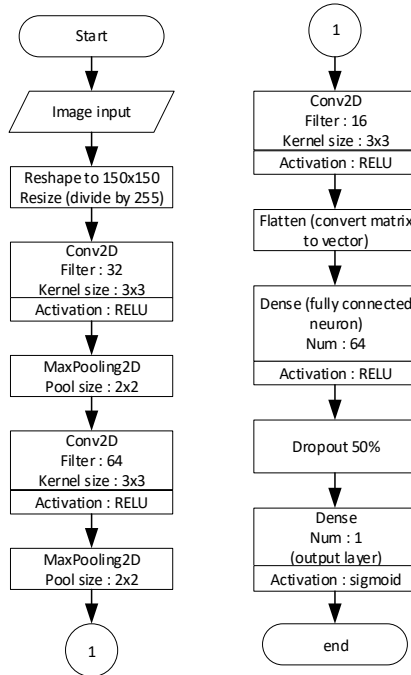 Start
Image input
Reshape to 150x150
Resize (divide by 255)
Conv2D
Filter : 32
Kernel size : 3x3
Activation : RELU
MaxPooling2D
Pool size : 2x2
Conv2D
Filter : 64
Kernel size : 3x3
Activation : RELU
MaxPooling2D
Pool size : 2x2
1
1
Conv2D
Filter : 16
Kernel size : 3x3
Activation : RELU
Flatten (convert matrix
to vector)
Dense (fully connected
neuron)
Num : 64
Activation : RELU
Dropout 50%
Dense
Num : 1
(output layer)
Activation : sigmoid
end